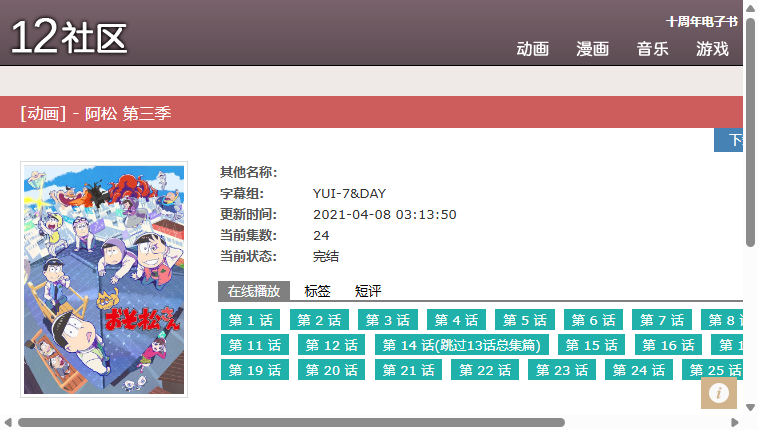 12社区
十周年电子书
动画 漫画 音乐 游戏
[动画] - 阿松 第三季
其他名称:
字幕组: YUI-7&DAY
更新时间: 2021-04-08 03:13:50
当前集数: 24
当前状态: 完结
おそ松さん
在线播放 标签 短评
第 1 话 第 2 话 第 3 话 第 4 话 第 5 话 第 6 话 第 7 话 第 8
第 11 话 第 12 话 第 14 话(跳过13话总集篇) 第 15 话 第 16 话 第 1
第 19 话 第 20 话 第 21 话 第 22 话 第 23 话 第 24 话 第 25 话